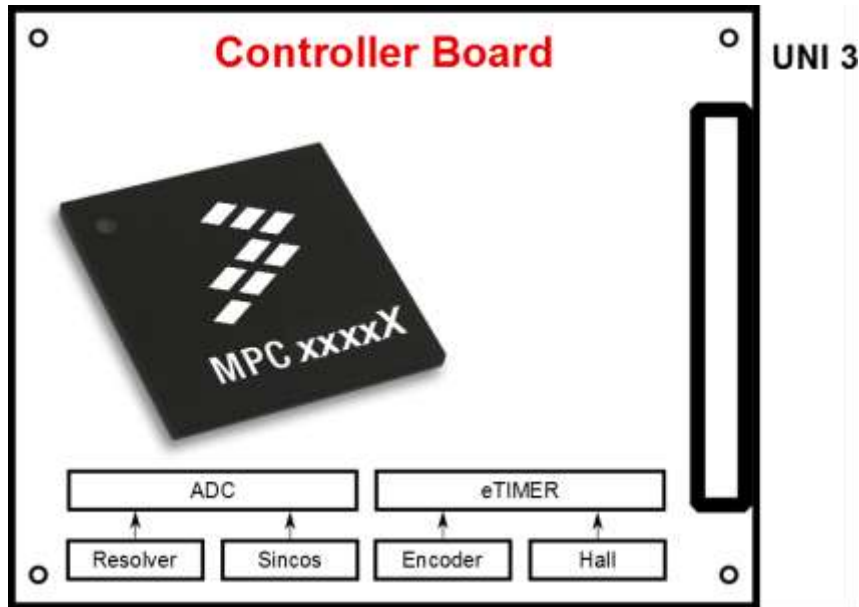 Controller Board
UNI 3
MPC xxxxX
ADC
eTIMER
Resolver
Sincos
Encoder
Hall